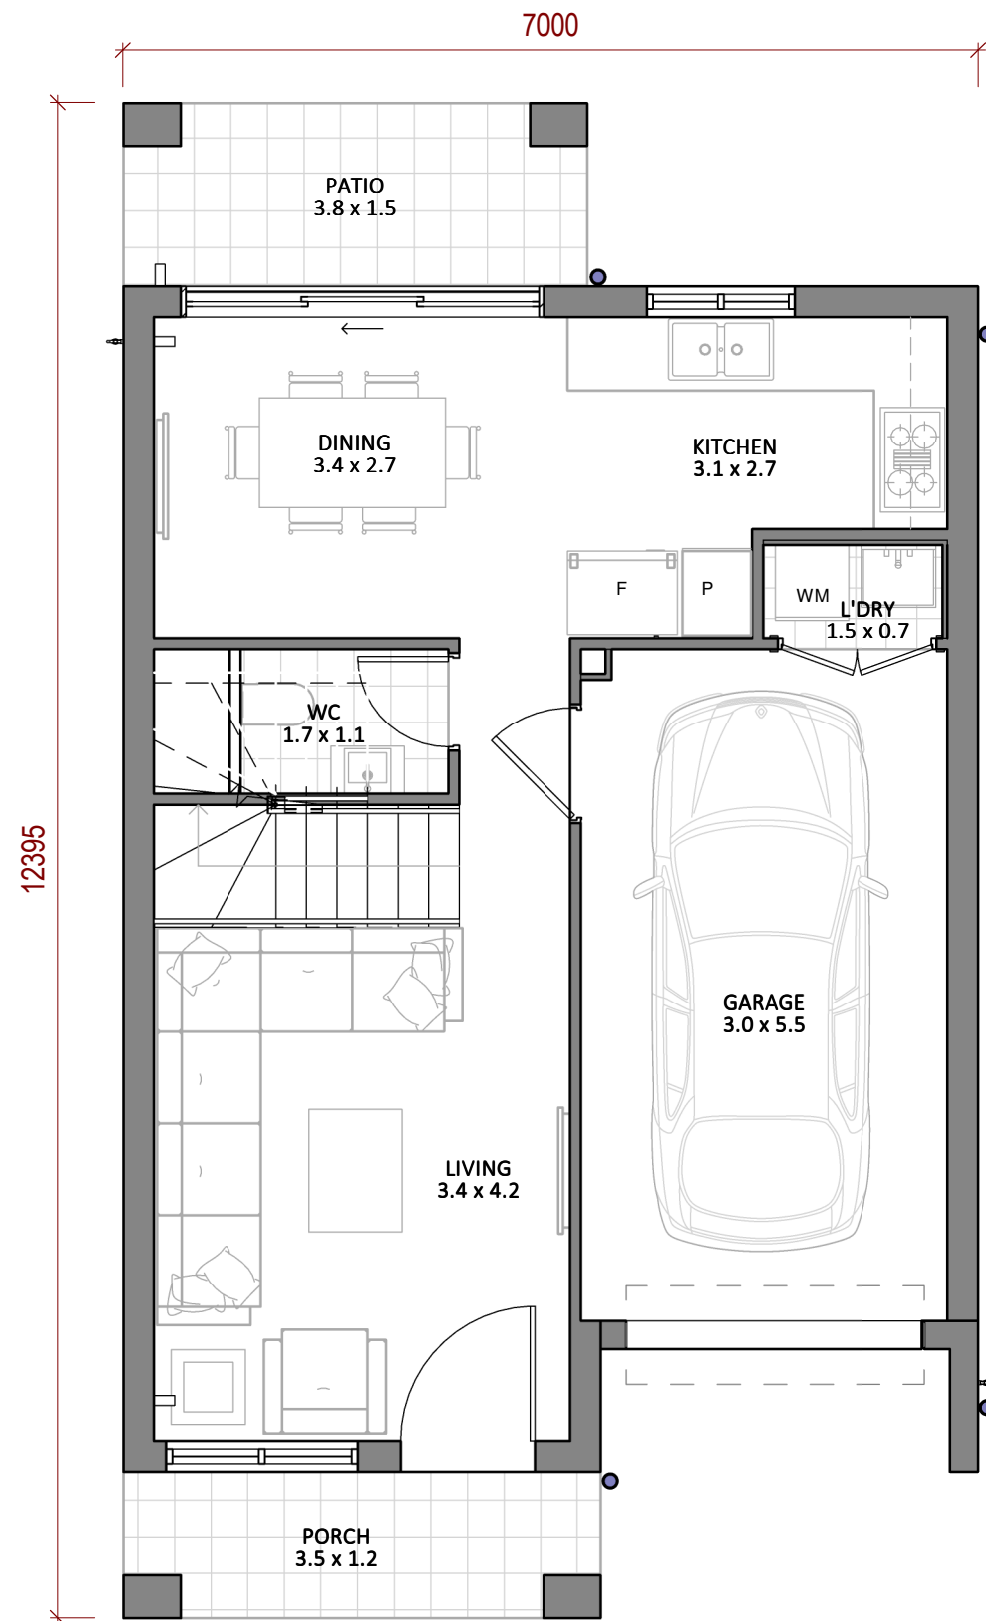 7000
PATIO
3.8 x 1.5
DINING
3.4 x 2.7
KITCHEN
3.1 x 2.7
F
P
WM
L'DRY
1.5 x 0.7
WC
1.7 x 1.1
12395
GARAGE
3.0 x 5.5
LIVING
3.4 x 4.2
PORCH
3.5 x 1.2